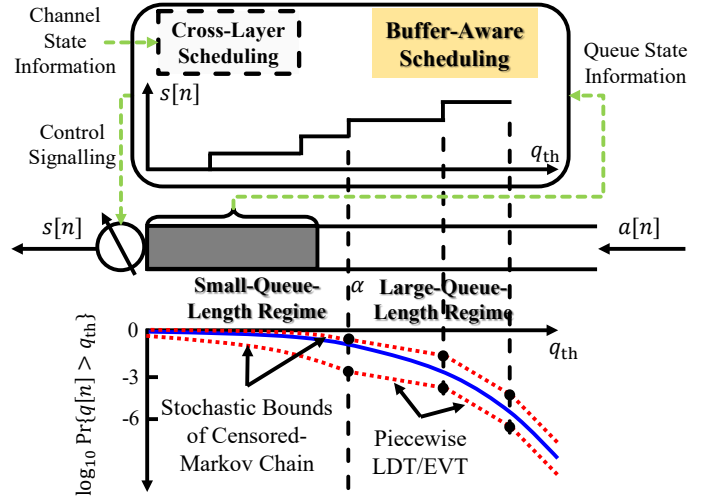 Channel
State
Information
Cross-Layer
Scheduling
Buffer-Aware
Scheduling
Queue State
Information
s[n]
q_th
Control
Signalling
s[n]
a[n]
Small-Queue-
Length Regime
α
Large-Queue-
Length Regime
log₁₀ Pr{q[n] > q_th}
0
-3
-6
q_th
Stochastic Bounds
of Censored-
Markov Chain
Piecewise
LDT/EVT